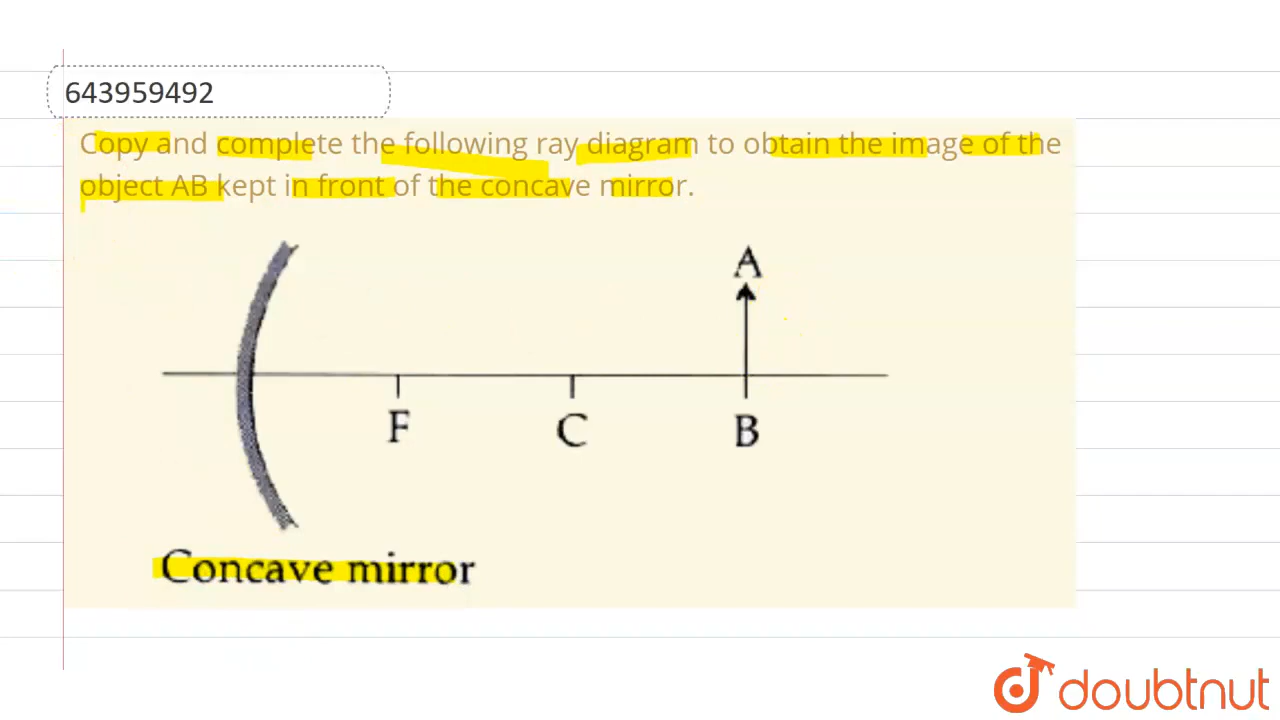 643959492
Copy and complete the following ray diagram to obtain the image of the
object AB kept in front of the concave mirror.
A
F
C
B
Concave mirror
doubtnut